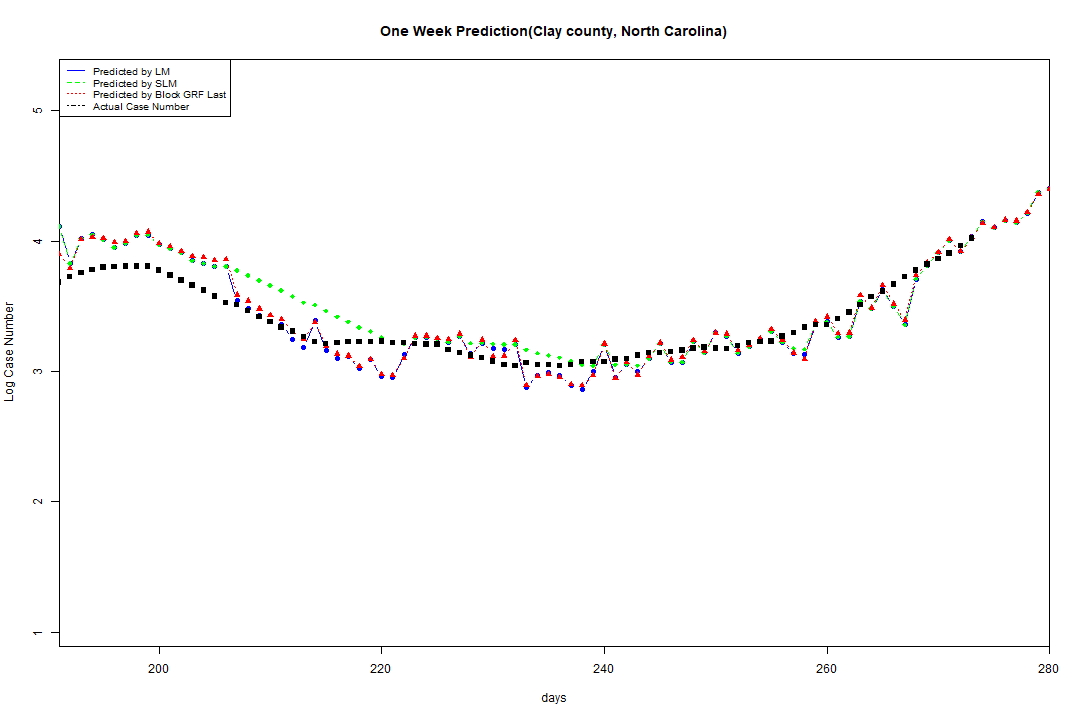 One Week Prediction(Clay county, North Carolina)
Predicted by LM
Predicted by SLM
Predicted by Block GRF Last
Actual Case Number
5
4
3
2
1
Log Case Number
200 220 240 260 280
days